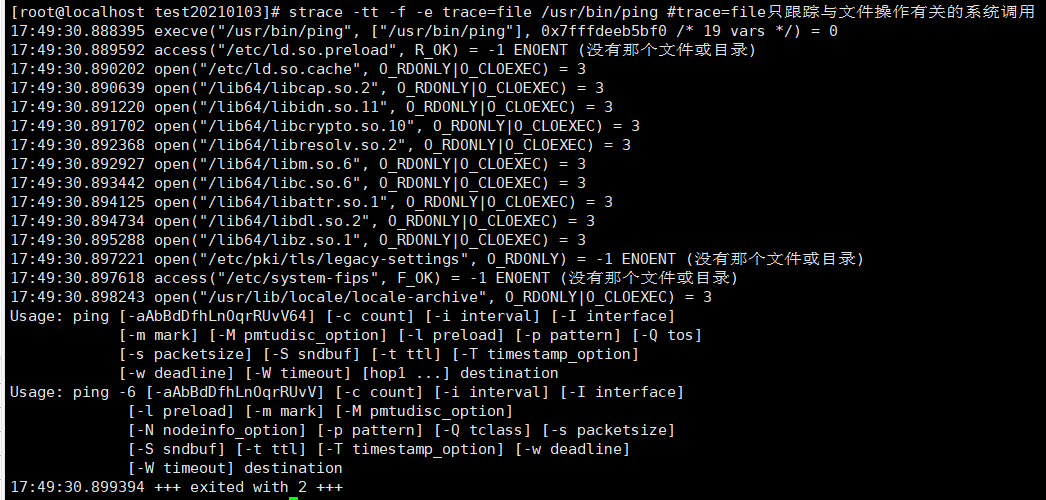 [root@localhost test20210103]# strace -tt -f -e trace=file /usr/bin/ping #trace=file只跟踪与文件操作有关的系统调用
17:49:30.888395 execve("/usr/bin/ping", ["/usr/bin/ping"], 0x7fffdeeb5bf0 /* 19 vars */) = 0
17:49:30.889592 access("/etc/ld.so.preload", R_OK) = -1 ENOENT (没有那个文件或目录)
17:49:30.890202 open("/etc/ld.so.cache", O_RDONLY|O_CLOEXEC) = 3
17:49:30.890639 open("/lib64/libcap.so.2", O_RDONLY|O_CLOEXEC) = 3
17:49:30.891220 open("/lib64/libidn.so.11", O_RDONLY|O_CLOEXEC) = 3
17:49:30.891702 open("/lib64/libcrypto.so.10", O_RDONLY|O_CLOEXEC) = 3
17:49:30.892368 open("/lib64/libresolv.so.2", O_RDONLY|O_CLOEXEC) = 3
17:49:30.892927 open("/lib64/libm.so.6", O_RDONLY|O_CLOEXEC) = 3
17:49:30.893442 open("/lib64/libc.so.6", O_RDONLY|O_CLOEXEC) = 3
17:49:30.894125 open("/lib64/libattr.so.1", O_RDONLY|O_CLOEXEC) = 3
17:49:30.894734 open("/lib64/libdl.so.2", O_RDONLY|O_CLOEXEC) = 3
17:49:30.895288 open("/lib64/libz.so.1", O_RDONLY|O_CLOEXEC) = 3
17:49:30.897221 open("/etc/pki/tls/legacy-settings", O_RDONLY) = -1 ENOENT (没有那个文件或目录)
17:49:30.897618 access("/etc/system-fips", F_OK) = -1 ENOENT (没有那个文件或目录)
17:49:30.898243 open("/usr/lib/locale/locale-archive", O_RDONLY|O_CLOEXEC) = 3
Usage: ping [-aAbBdDfhLnOqrRUvV64] [-c count] [-i interval] [-I interface]
            [-m mark] [-M pmtudisc_option] [-l preload] [-p pattern] [-Q tos]
            [-s packetsize] [-S sndbuf] [-t ttl] [-T timestamp_option]
            [-w deadline] [-W timeout] [hop1 ...] destination
Usage: ping -6 [-aAbBdDfhLnOqrRUvV] [-c count] [-i interval] [-I interface]
             [-l preload] [-m mark] [-M pmtudisc_option]
             [-N nodeinfo_option] [-p pattern] [-Q tclass] [-s packetsize]
             [-S sndbuf] [-t ttl] [-T timestamp_option] [-w deadline]
             [-W timeout] destination
17:49:30.899394 +++ exited with 2 +++